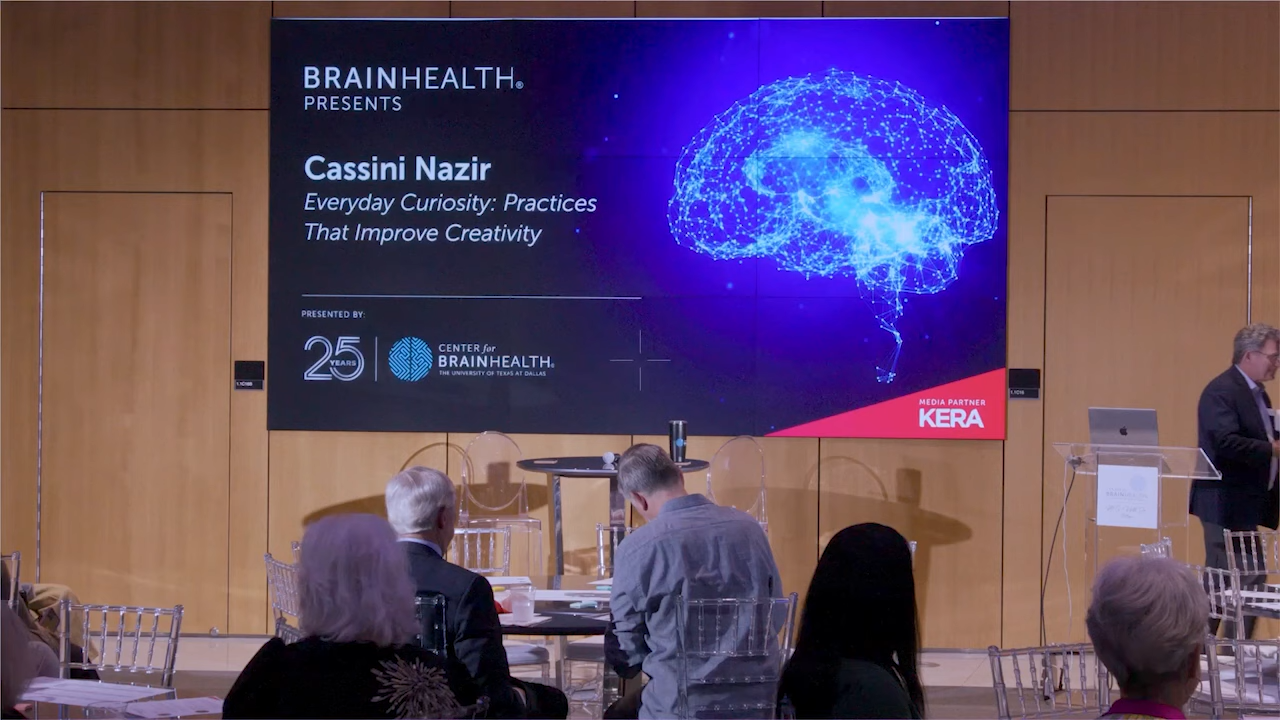 BRAINHEALTH®
PRESENTS
Cassini Nazir
Everyday Curiosity: Practices
That Improve Creativity
PRESENTED BY:
25 YEARS
CENTER for
BRAINHEALTH®
THE UNIVERSITY OF TEXAS AT DALLAS
MEDIA PARTNER
KERA
BRAINHEALTH